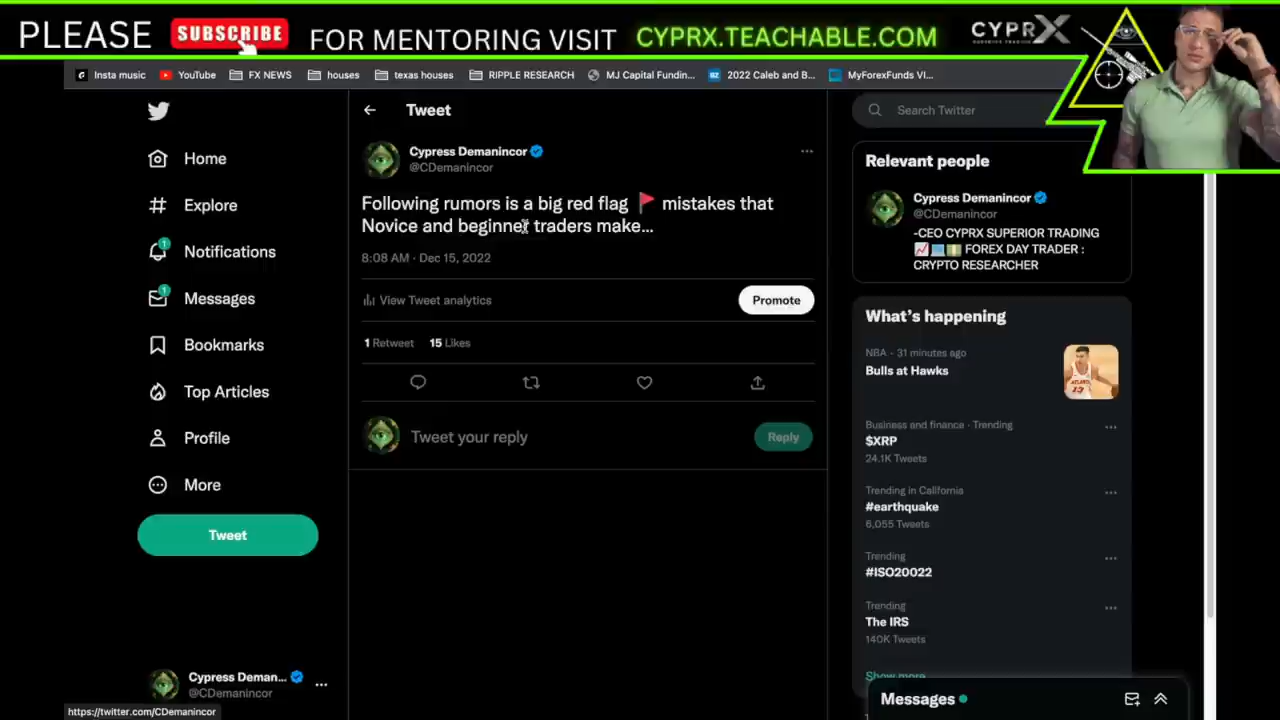 PLEASE
SUBSCRIBE
FOR MENTORING VISIT
CYPRX.TEACHABLE.COM
CYPRX
Insta music
YouTube
FX NEWS
houses
texas houses
RIPPLE RESEARCH
MJ Capital Fundin...
2022 Caleb and B...
MyForexFunds VI...
Home
Explore
1
Notifications
1
Messages
Bookmarks
Top Articles
Profile
More
Tweet
Cypress Deman...
@CDemanincor
https://twitter.com/CDemanincor
Tweet
Cypress Demanincor
@CDemanincor
Following rumors is a big red flag 🚩 mistakes that
Novice and beginner traders make...
8:08 AM · Dec 15, 2022
View Tweet analytics
Promote
1 Retweet 15 Likes
Tweet your reply
Reply
Search Twitter
Relevant people
Cypress Demanincor
@CDemanincor
-CEO CYPRX SUPERIOR TRADING
📈💻💵 FOREX DAY TRADER :
CRYPTO RESEARCHER
What's happening
NBA · 31 minutes ago
Bulls at Hawks
Business and finance · Trending
$XRP
24.1K Tweets
Trending in California
#earthquake
6,055 Tweets
Trending
#ISO20022
Trending
The IRS
140K Tweets
Show more
Messages